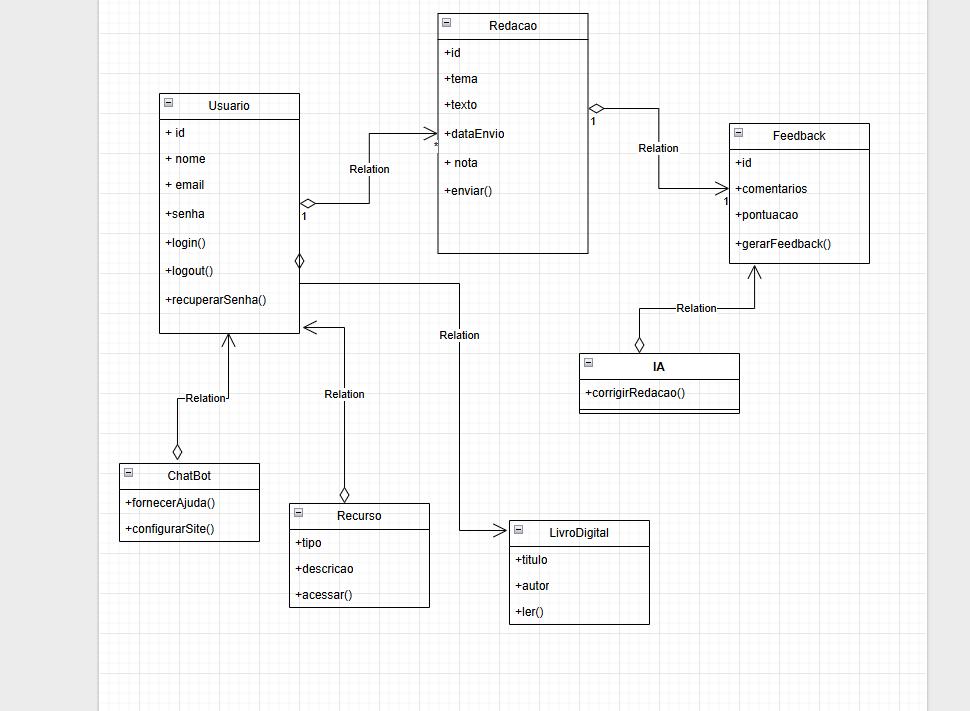 Redacao
+id
+tema
+texto
+dataEnvio
+ nota
+enviar()
Usuario
+ id
+ nome
+ email
+senha
+login()
+logout()
+recuperarSenha()
Relation
1
*
1
Relation
1
Feedback
+id
+comentarios
+pontuacao
+gerarFeedback()
Relation
IA
+corrigirRedacao()
Relation
Relation
Relation
ChatBot
+fornecerAjuda()
+configurarSite()
Recurso
+tipo
+descricao
+acessar()
LivroDigital
+titulo
+autor
+ler()